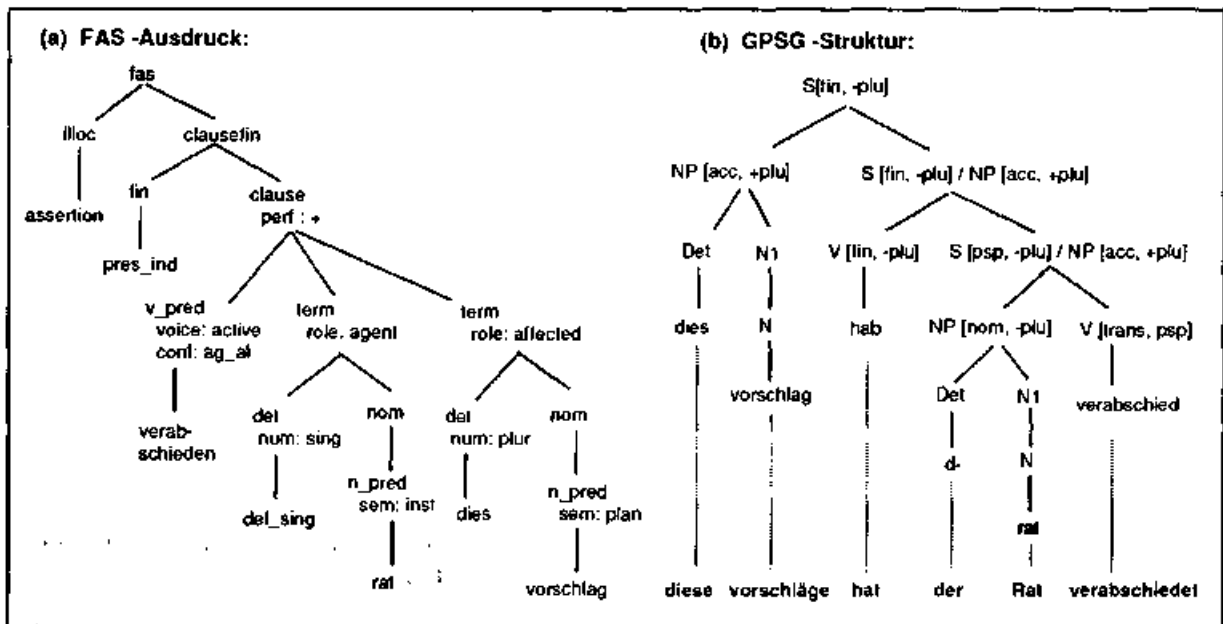 (a) FAS -Ausdruck:
(b) GPSG -Struktur:
fas
S[fin, -plu]
illoc clausefin
NP [acc, +plu] S [fin, -plu] / NP [acc, +plu]
fin clause
perf : +
assertion
pres_ind
Det N1 V [fin, -plu] S [psp, -plu] / NP [acc, +plu]
v_pred term term
voice: active role: agent role: affected
conf: ag_af
dies N hab NP [nom, -plu] V [trans, psp]
det nom det nom
num: sing num: plur
vorschlag Det N1 verabschied
verab-
schieden
d- N
n_pred n_pred
sem: inst sem: plan
def_sing dies
rat
rat vorschlag
diese vorschläge hat der Rat verabschiedet